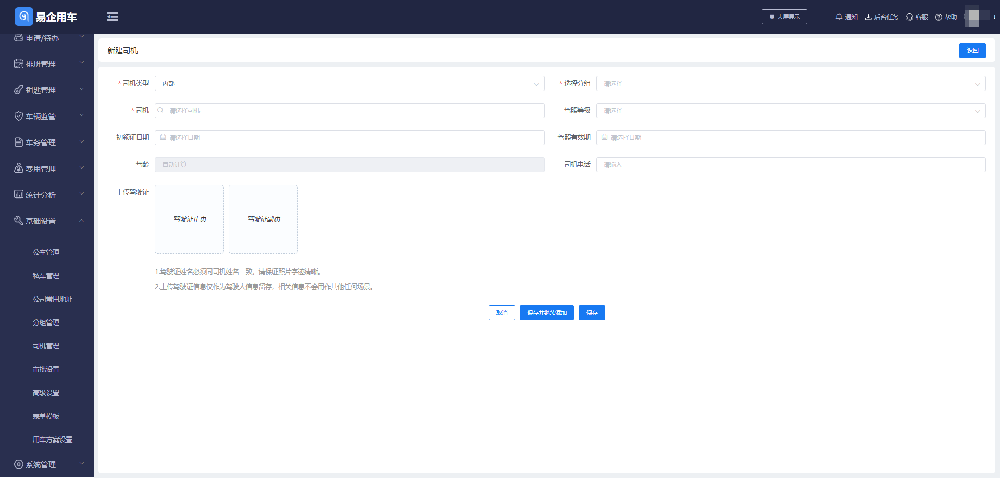 易企用车
大屏展示
通知
后台任务
客服
帮助
申请/待办
排班管理
钥匙管理
车辆监管
车务管理
费用管理
统计分析
基础设置
公车管理
私车管理
公司常用地址
分组管理
司机管理
审批设置
高级设置
表单模板
用车方案设置
系统管理
新建司机
返回
* 司机类型 内部
* 选择分组 请选择
* 司机 请选择司机
驾照等级 请选择
初领证日期 请选择日期
驾照有效期 请选择日期
驾龄 自动计算
司机电话 请输入
上传驾驶证
驾驶证正页
驾驶证副页
1.驾驶证姓名必须同司机姓名一致，请保证照片字迹清晰。
2.上传驾驶证信息仅作为驾驶人信息留存，相关信息不会用作其他任何场景。
取消
保存并继续添加
保存